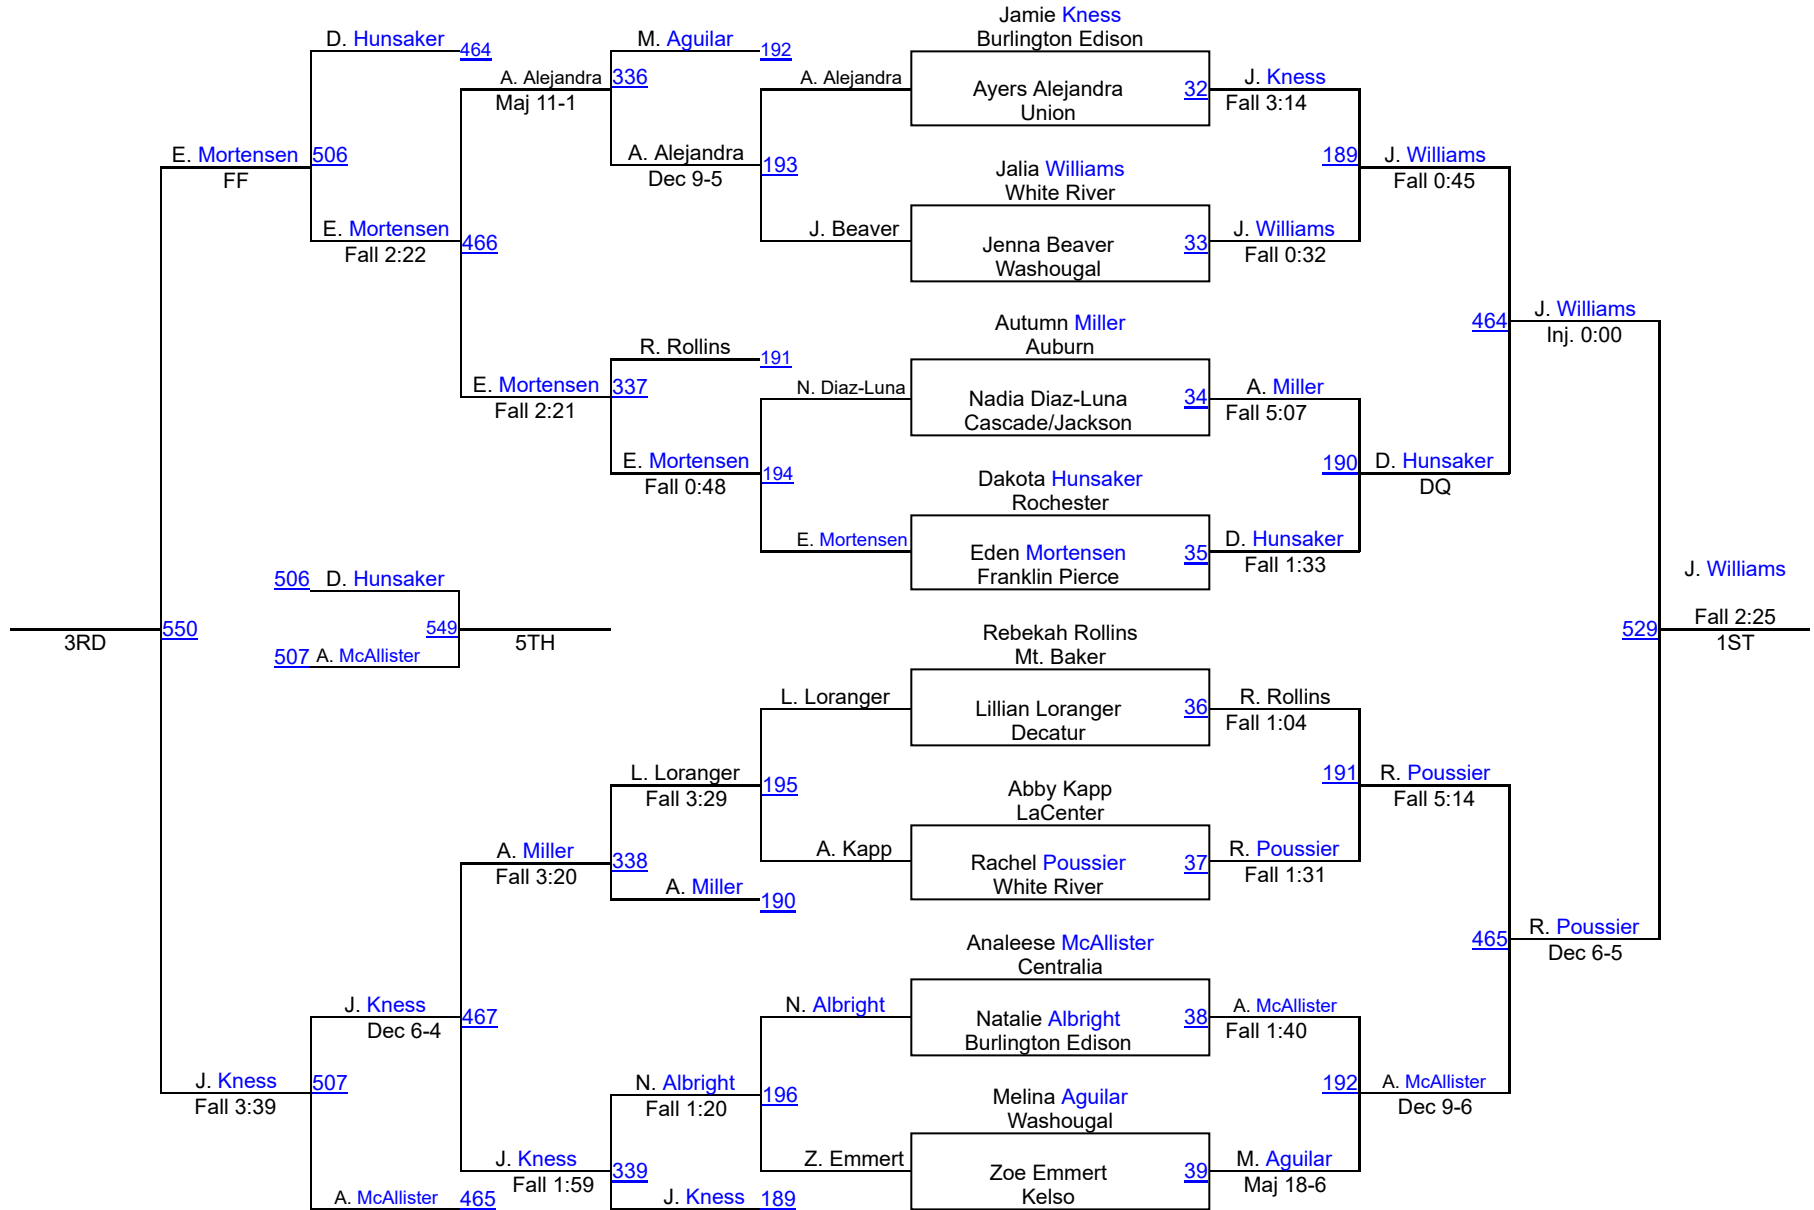 Jamie Kness
Burlington Edison
D. Hunsaker 464
M. Aguilar 192
A. Alejandra 336
Maj 11-1
A. Alejandra
Ayers Alejandra 32
Union
J. Kness
Fall 3:14
E. Mortensen 506
FF
A. Alejandra 193
Dec 9-5
Jalia Williams
White River
189 J. Williams
Fall 0:45
E. Mortensen 466
Fall 2:22
J. Beaver
Jenna Beaver 33
Washougal
J. Williams
Fall 0:32
Autumn Miller
Auburn
464 J. Williams
Inj. 0:00
R. Rollins 191
E. Mortensen 337
Fall 2:21
N. Diaz-Luna
Nadia Diaz-Luna 34
Cascade/Jackson
A. Miller
Fall 5:07
E. Mortensen 194
Fall 0:48
Dakota Hunsaker
Rochester
190 D. Hunsaker
DQ
E. Mortensen
Eden Mortensen 35
Franklin Pierce
D. Hunsaker
Fall 1:33
506 D. Hunsaker
J. Williams
3RD 550
549 5TH
507 A. McAllister
Fall 2:25
529 1ST
Rebekah Rollins
Mt. Baker
L. Loranger
Lillian Loranger 36
Decatur
R. Rollins
Fall 1:04
L. Loranger 195
Fall 3:29
Abby Kapp
LaCenter
191 R. Poussier
Fall 5:14
A. Miller 338
Fall 3:20
A. Kapp
Rachel Poussier 37
White River
R. Poussier
Fall 1:31
A. Miller 190
Analeese McAllister
Centralia
465 R. Poussier
Dec 6-5
J. Kness 467
Dec 6-4
N. Albright
Natalie Albright 38
Burlington Edison
A. McAllister
Fall 1:40
J. Kness 507
Fall 3:39
N. Albright 196
Fall 1:20
Melina Aguilar
Washougal
192 A. McAllister
Dec 9-6
J. Kness 339
Fall 1:59
Z. Emmert
Zoe Emmert 39
Kelso
M. Aguilar
Maj 18-6
A. McAllister 465
J. Kness 189